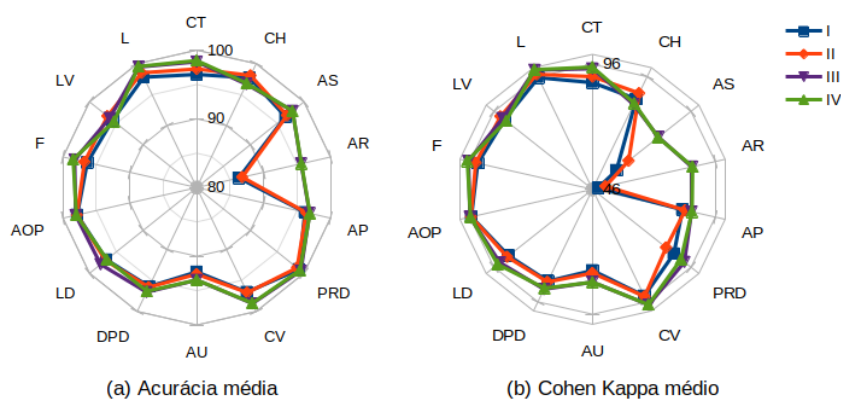 CT
CH
AS
AR
AP
PRD
CV
AU
DPD
LD
AOP
F
LV
L
100
90
80
(a) Acurácia média
CT
CH
AS
AR
AP
PRD
CV
AU
DPD
LD
AOP
F
LV
L
96
46
(b) Cohen Kappa médio
I
II
III
IV